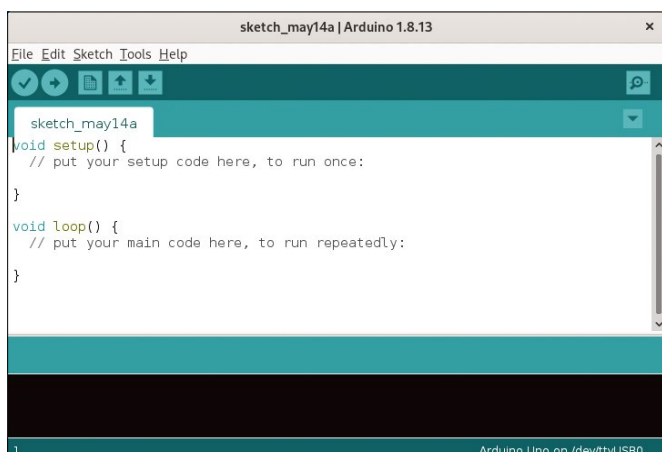 sketch_may14a | Arduino 1.8.13 ×
File Edit Sketch Tools Help
sketch_may14a
void setup() {
// put your setup code here, to run once:
}
void loop() {
// put your main code here, to run repeatedly:
}
1 Arduino Uno on /dev/ttyUSB0